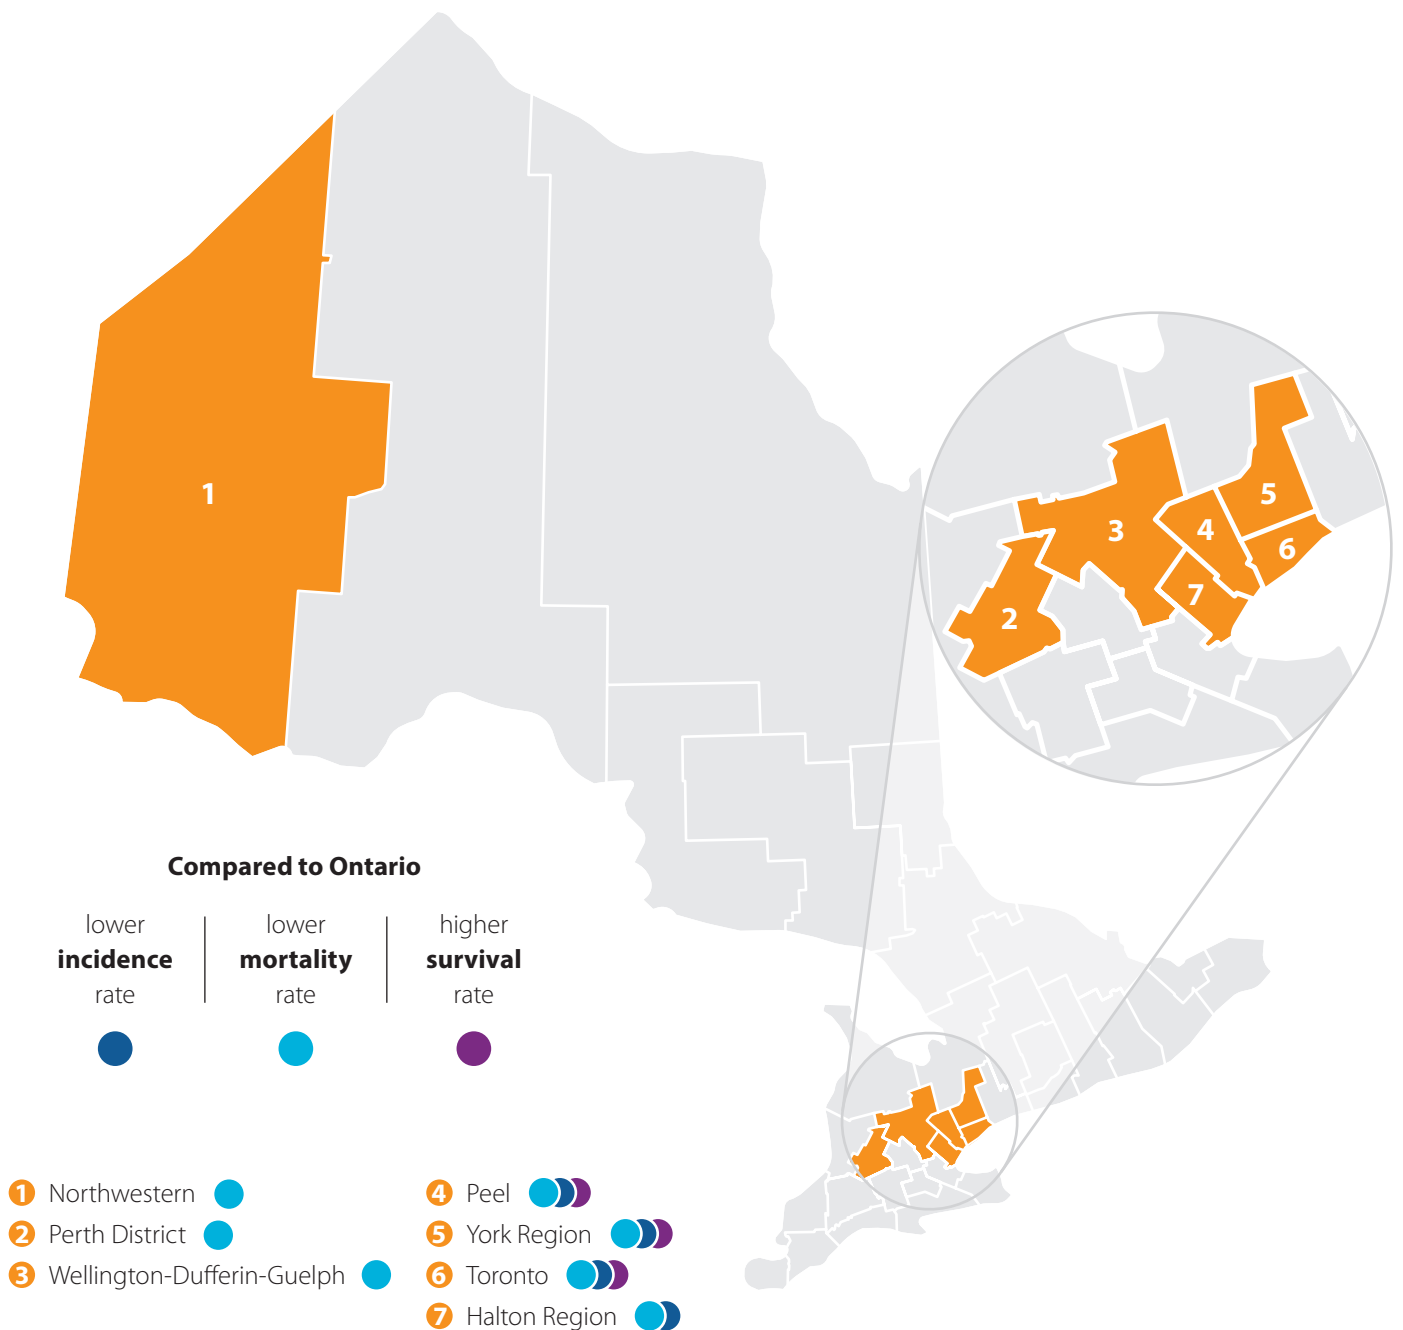 1
5
3
4
6
7
2
Compared to Ontario
lower
incidence
rate
lower
mortality
rate
higher
survival
rate
1 Northwestern
2 Perth District
3 Wellington-Dufferin-Guelph
4 Peel
5 York Region
6 Toronto
7 Halton Region